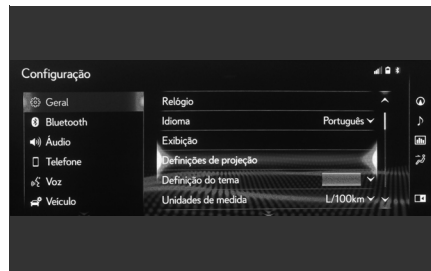 Configuração
Geral
Bluetooth
Áudio
Telefone
Voz
Veiculo
Relógio
Idioma Português
Exibição
Definições de projeção
Definição do tema
Unidades de medida L/100km